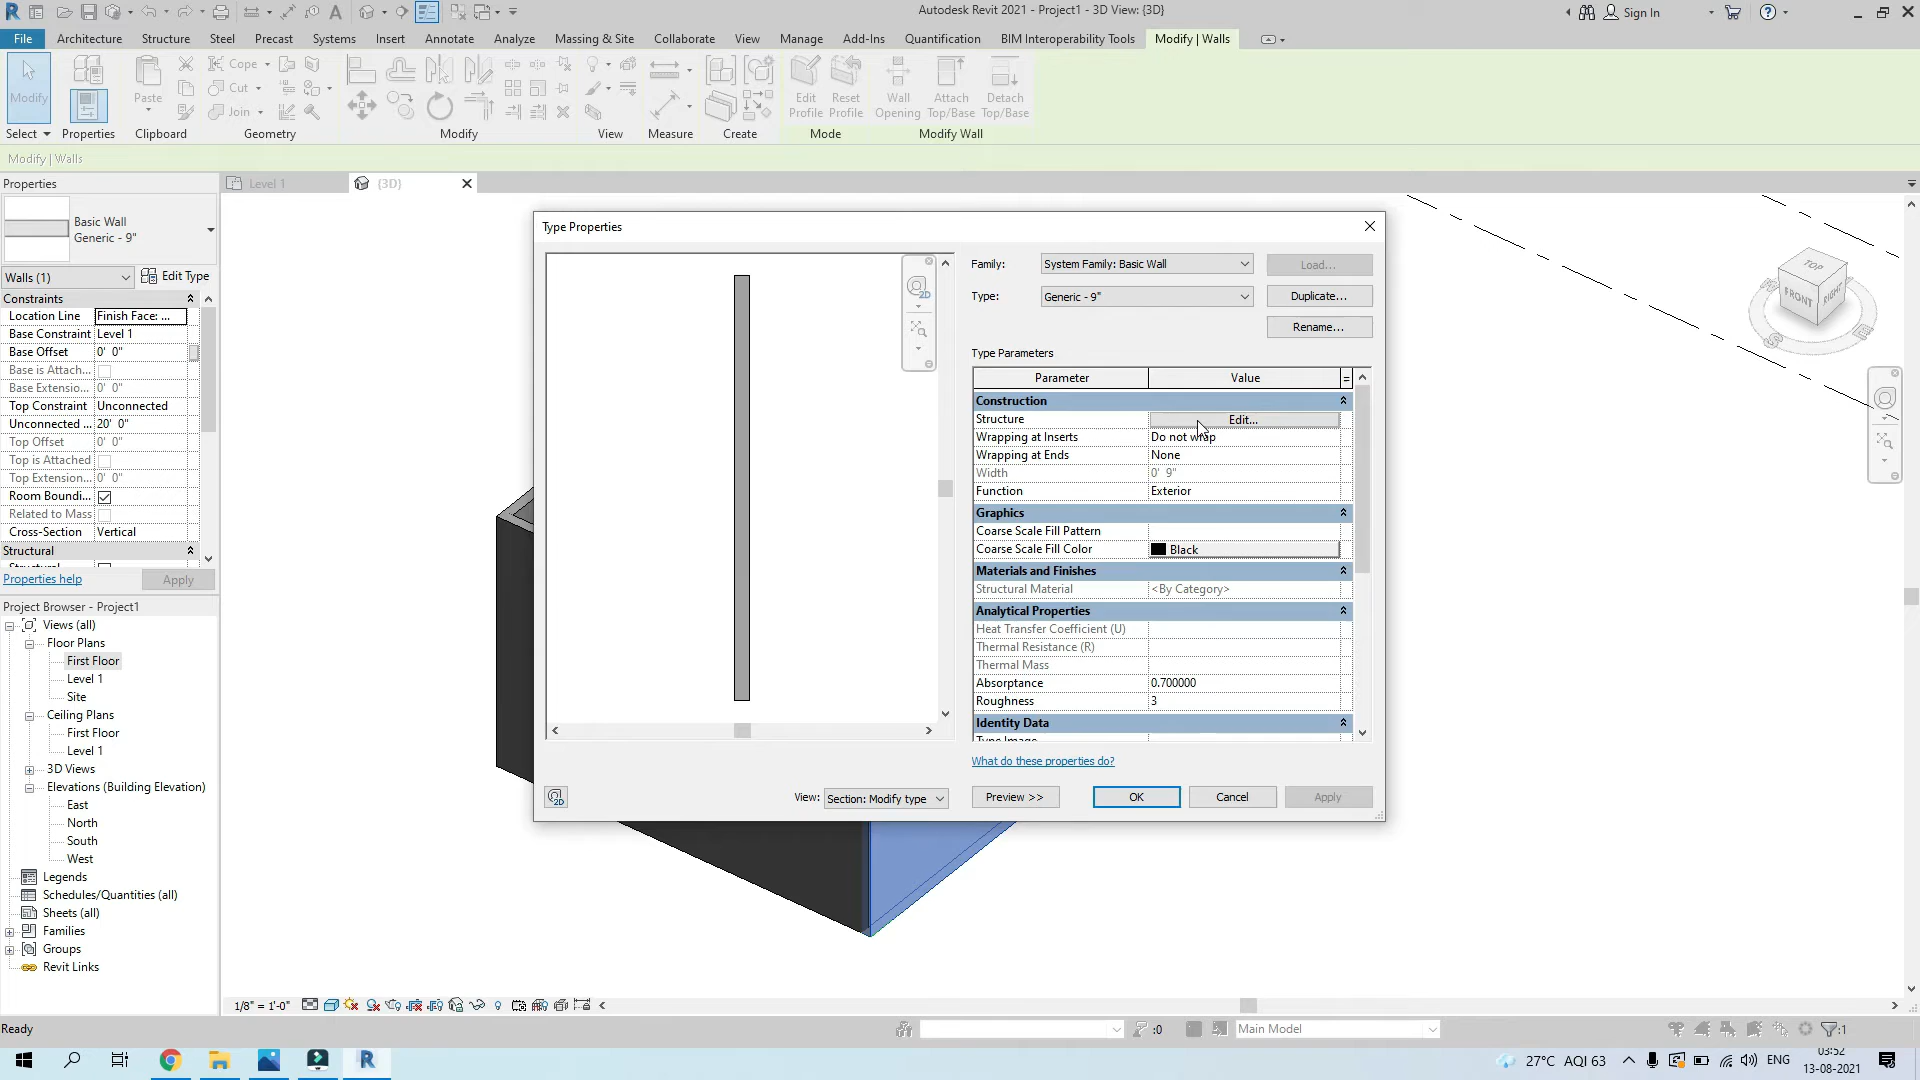 Autodesk Revit 2021 - Project1 - 3D View: {3D}
Sign In
File
Architecture
Structure
Steel
Precast
Systems
Insert
Annotate
Analyze
Massing & Site
Collaborate
View
Manage
Add-Ins
Quantification
BIM Interoperability Tools
Modify | Walls
Modify
Paste
Cope
Cut
Join
Edit
Profile
Reset
Profile
Wall
Opening
Attach
Top/Base
Detach
Top/Base
Select
Properties
Clipboard
Geometry
Modify
View
Measure
Create
Mode
Modify Wall
Modify | Walls
Properties
Level 1
{3D}
Basic Wall
Generic - 9"
Walls (1)
Edit Type
Constraints
Location Line Finish Face: ...
Base Constraint Level 1
Base Offset 0' 0"
Base is Attach...
Base Extensio... 0' 0"
Top Constraint Unconnected
Unconnected ... 20' 0"
Top Offset 0' 0"
Top is Attached
Top Extension... 0' 0"
Room Boundi...
Related to Mass
Cross-Section Vertical
Structural
Properties help
Apply
Project Browser - Project1
Views (all)
Floor Plans
First Floor
Level 1
Site
Ceiling Plans
First Floor
Level 1
3D Views
Elevations (Building Elevation)
East
North
South
West
Legends
Schedules/Quantities (all)
Sheets (all)
Families
Groups
Revit Links
Type Properties
Family: System Family: Basic Wall Load...
Type: Generic - 9" Duplicate...
Rename...
Type Parameters
Parameter Value =
Construction
Structure Edit...
Wrapping at Inserts Do not wrap
Wrapping at Ends None
Width 0' 9"
Function Exterior
Graphics
Coarse Scale Fill Pattern
Coarse Scale Fill Color Black
Materials and Finishes
Structural Material <By Category>
Analytical Properties
Heat Transfer Coefficient (U)
Thermal Resistance (R)
Thermal Mass
Absorptance 0.700000
Roughness 3
Identity Data
Type Image
What do these properties do?
View: Section: Modify type
Preview >> OK Cancel Apply
2D
2D
TOP
FRONT
RIGHT
S
E
1/8" = 1'-0"
Ready
:0
Main Model
:1
27°C AQI 63
ENG
03:52
13-08-2021